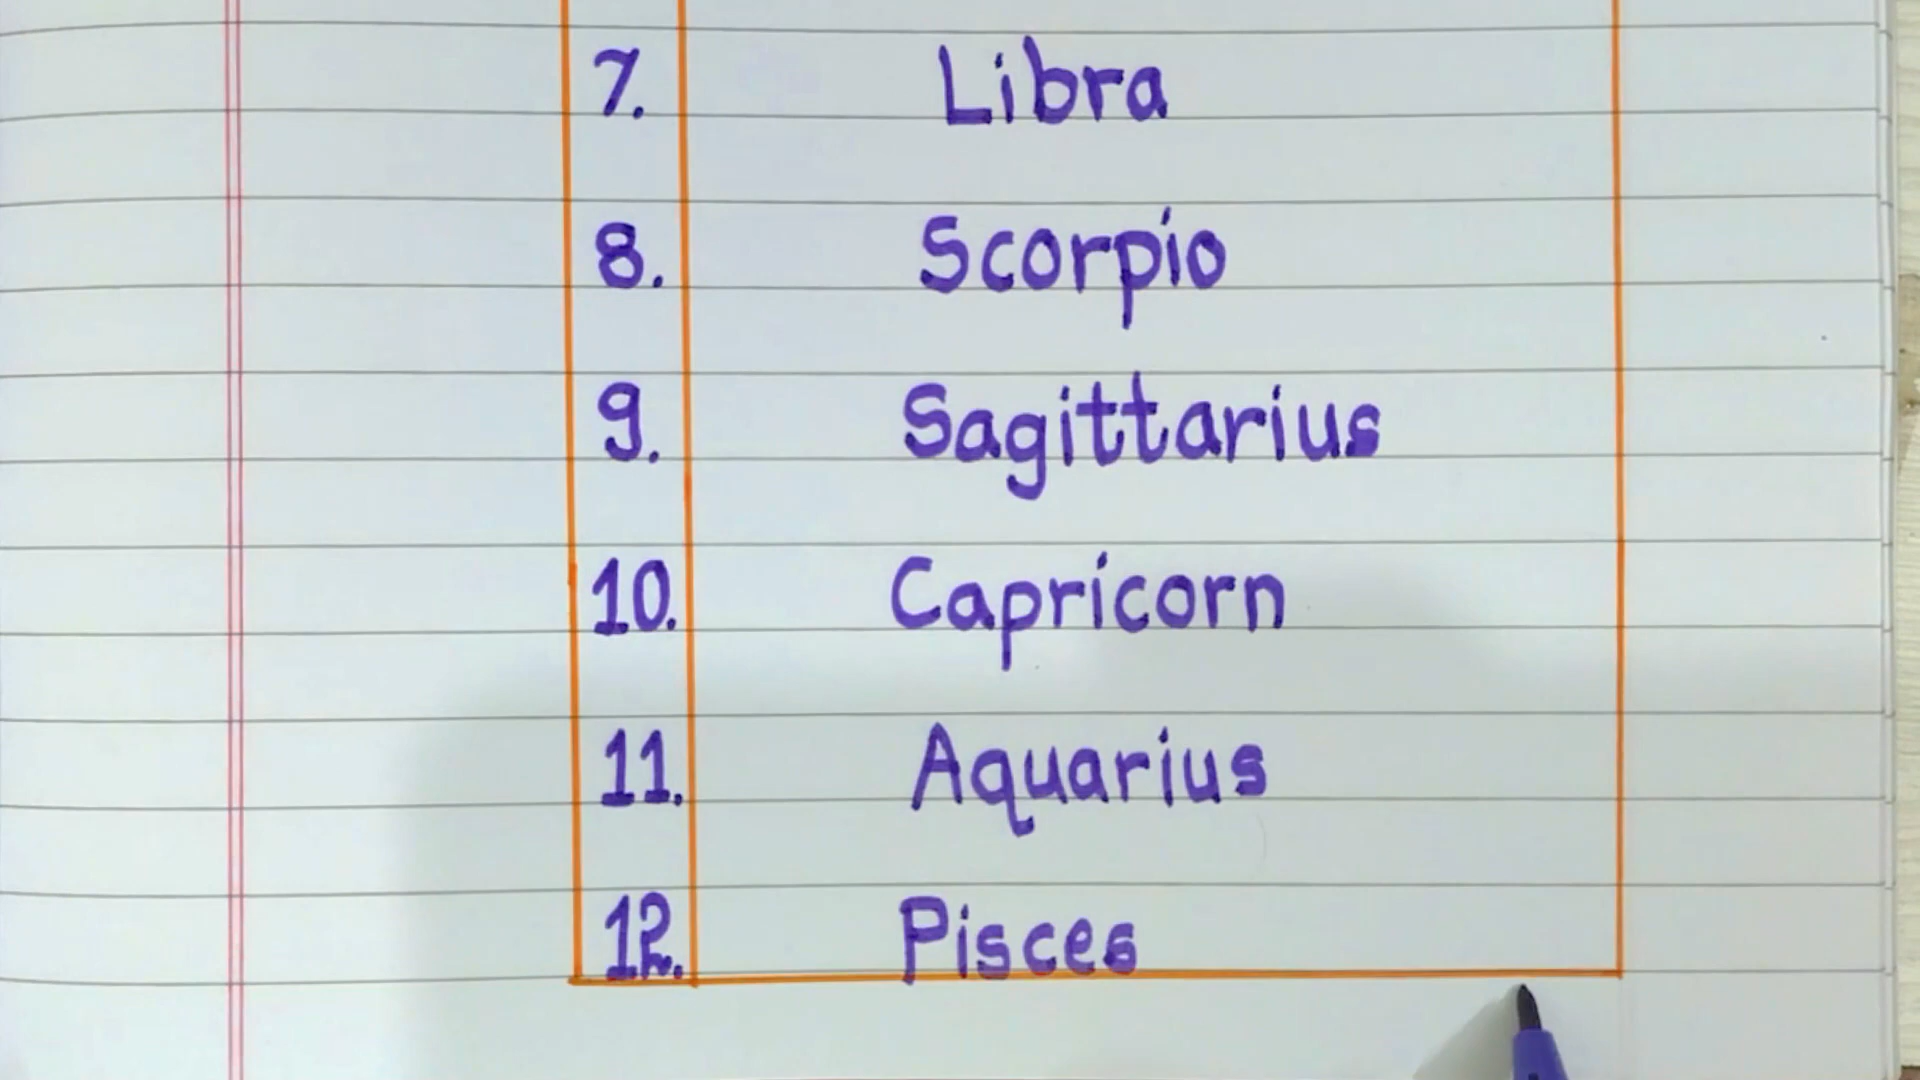 7. Libra
8. Scorpio
9. Sagittarius
10. Capricorn
11. Aquarius
12. Pisces